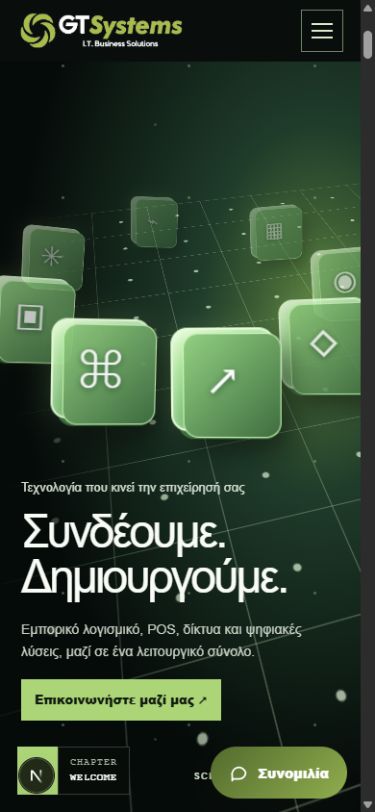 GTSystems
I.T. Business Solutions
Τεχνολογία που κινεί την επιχείρησή σας
Συνδέουμε.
Δημιουργούμε.
Εμπορικό λογισμικό, POS, δίκτυα και ψηφιακές
λύσεις, μαζί σε ένα λειτουργικό σύνολο.
Επικοινωνήστε μαζί μας ↗
N
CHAPTER
WELCOME
Συνομιλία